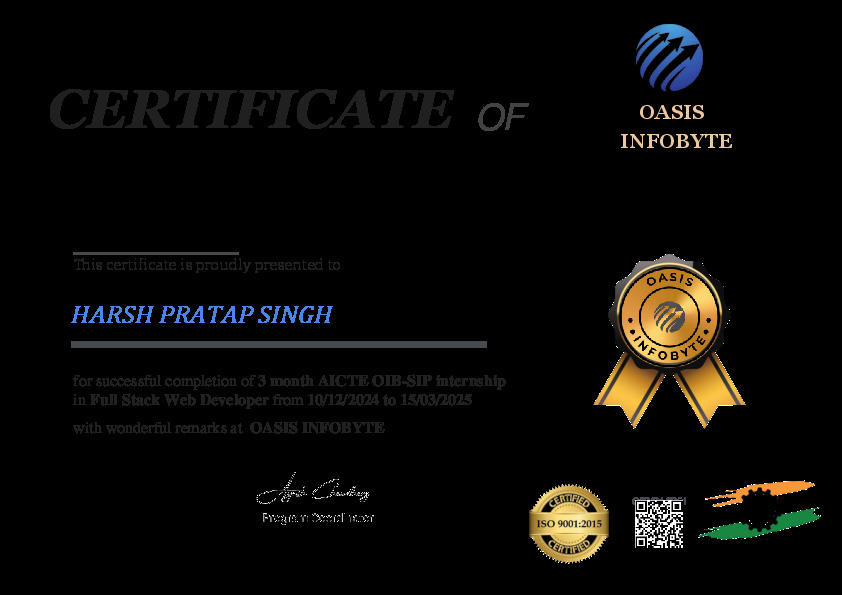 CERTIFICATE OF
OASIS
INFOBYTE
This certificate is proudly presented to
HARSH PRATAP SINGH
for successful completion of 3 month AICTE OIB-SIP internship
in Full Stack Web Developer from 10/12/2024 to 15/03/2025
with wonderful remarks at OASIS INFOBYTE
OASIS
INFOBYTE
Program Coordinator
CERTIFIED
ISO 9001:2015
CERTIFIED